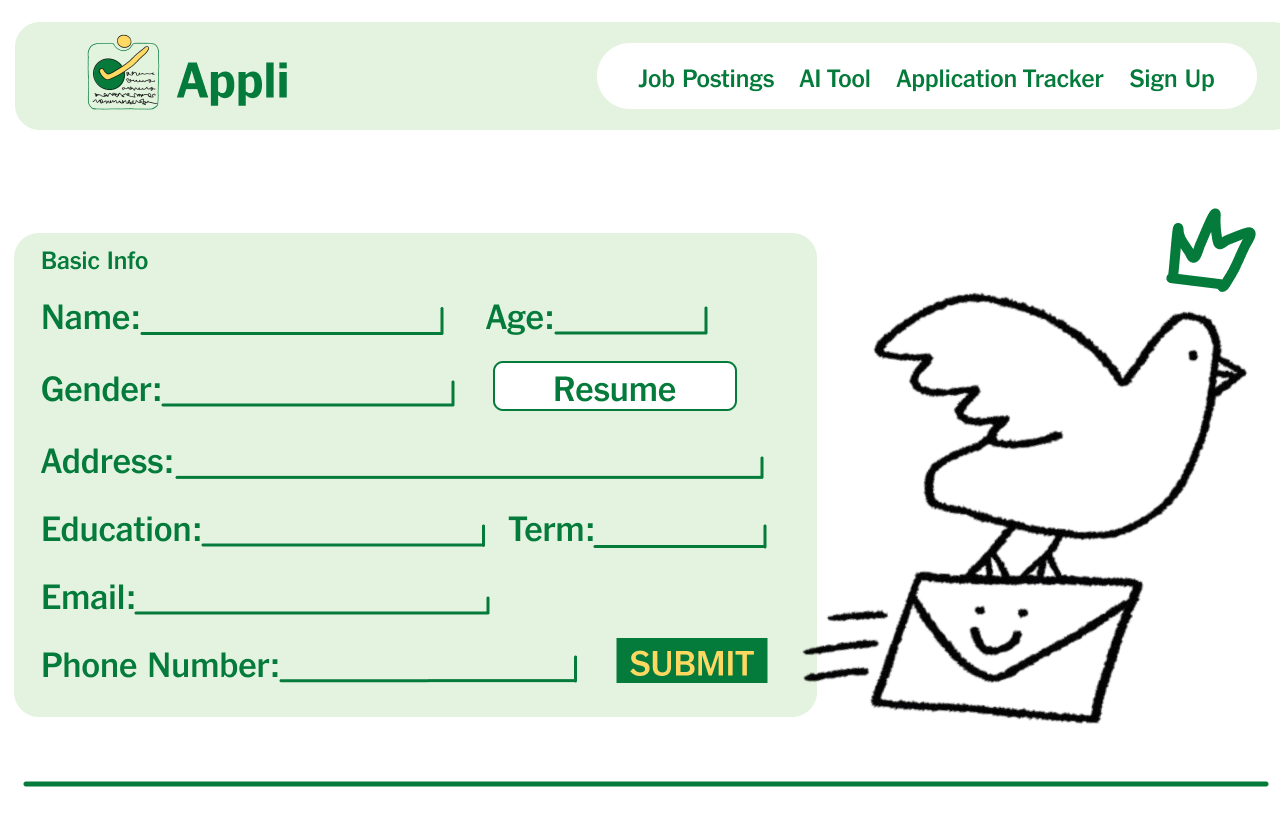 Appli
Job Postings AI Tool Application Tracker Sign Up
Basic Info
Name: Age:
Gender: Resume
Address:
Education: Term:
Email:
Phone Number: SUBMIT